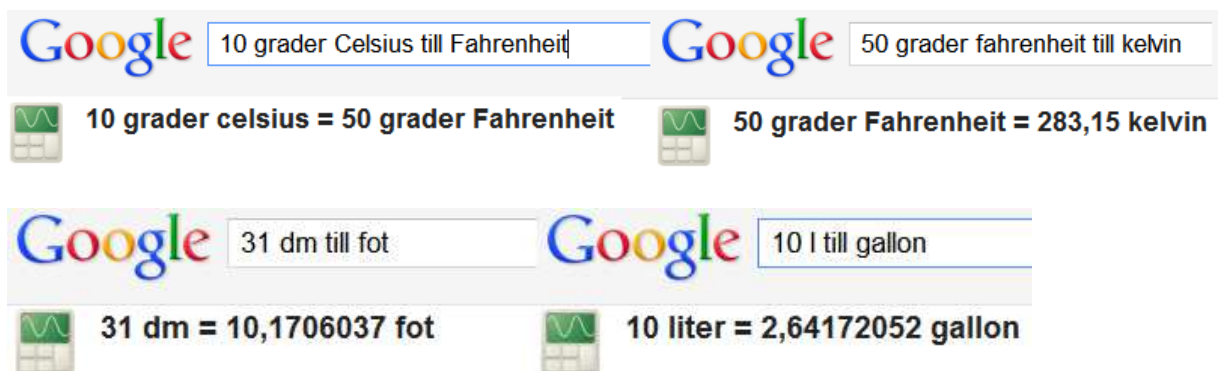 Google 10 grader Celsius till Fahrenheit
10 grader celsius = 50 grader Fahrenheit
Google 50 grader fahrenheit till kelvin
50 grader Fahrenheit = 283,15 kelvin
Google 31 dm till fot
31 dm = 10,1706037 fot
Google 10 l till gallon
10 liter = 2,64172052 gallon